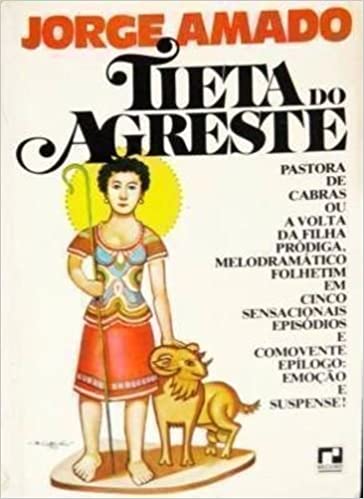 JORGE AMADO
TIETA DO
AGRESTE
PASTORA
DE
CABRAS
OU
A VOLTA
DA FILHA
PRÓDIGA.
MELODRAMÁTICO
FOLHETIM
EM
CINCO
SENSACIONAIS
EPISÓDIOS
E
COMOVENTE
EPÍLOGO:
EMOÇÃO
E
SUSPENSE!
RECORD